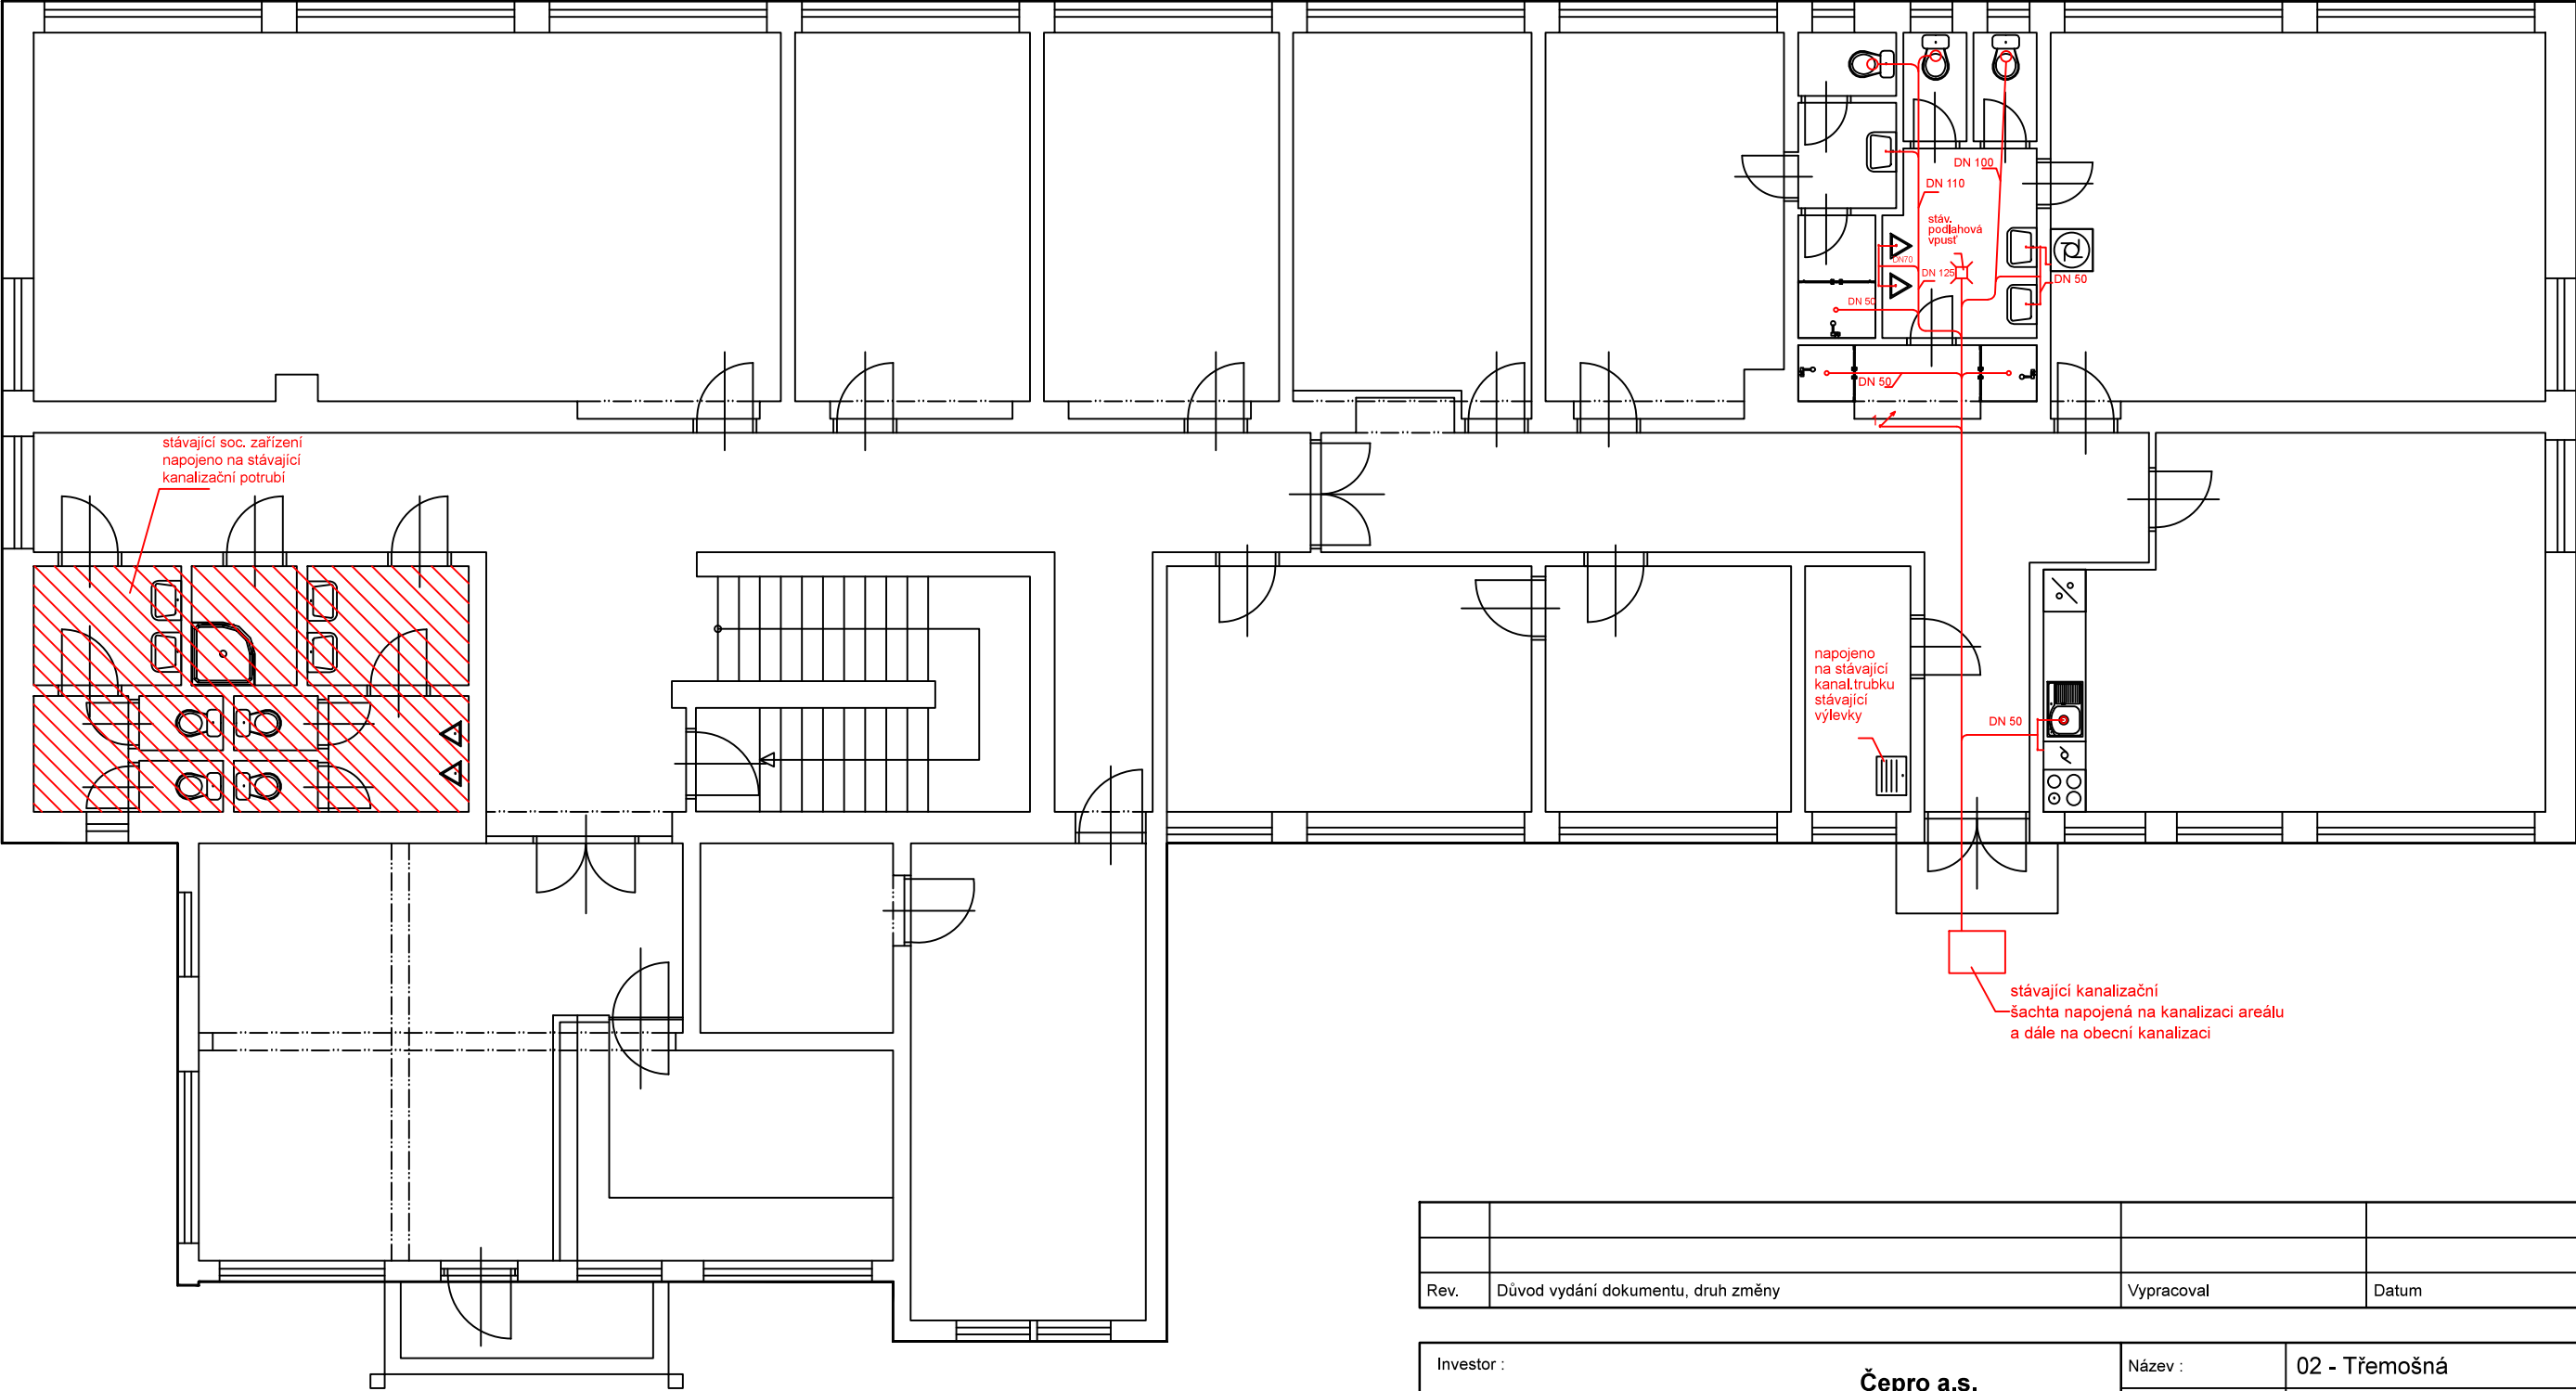 DN 100
DN 110
stáv.
podlahová
vpusť
DN70
DN 125
DN 50
DN 50
DN 50
1
stávající soc. zařízení
napojeno na stávající
kanalizační potrubí
napojeno
na stávající
kanal.trubku
stávající
výlevky
DN 50
stávající kanalizační
šachta napojená na kanalizaci areálu
a dále na obecní kanalizaci
Rev. Důvod vydání dokumentu, druh změny Vypracoval Datum
Investor : Název : 02 - Třemošná
Čepro a.s.